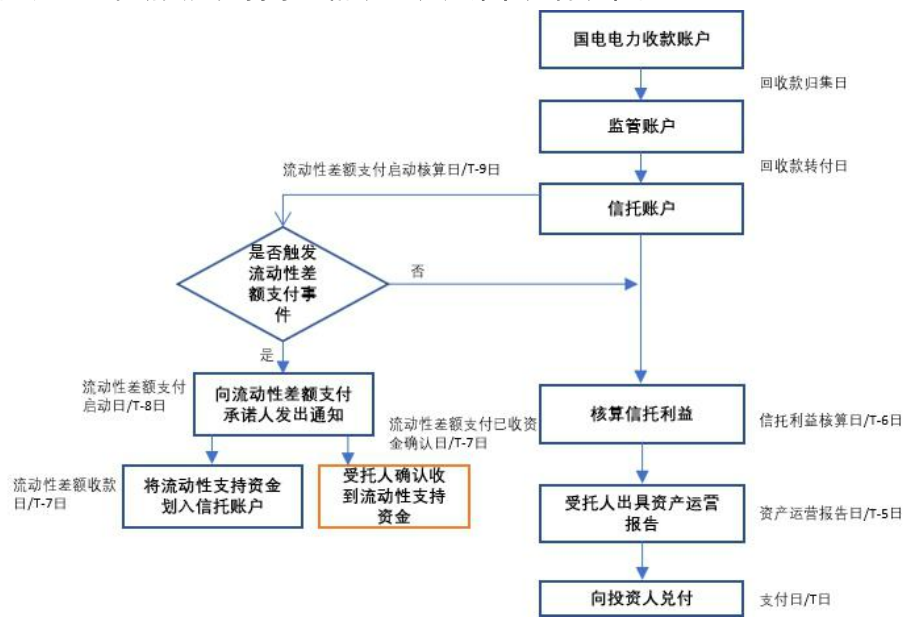 国电电力收款账户
回收款归集日
监管账户
流动性差额支付启动核算日/T-9日
回收款转付日
信托账户
是否触发
流动性差
额支付事
件
否
是
流动性差额支付
启动日/T-8日
向流动性差额支付
承诺人发出通知
核算信托利益
信托利益核算日/T-6日
流动性差额支付已收资
金确认日/T-7日
流动性差额收款
日/T-7日
将流动性支持资金
划入信托账户
受托人确认收
到流动性支持
资金
受托人出具资产运营
报告
资产运营报告日/T-5日
向投资人兑付
支付日/T日